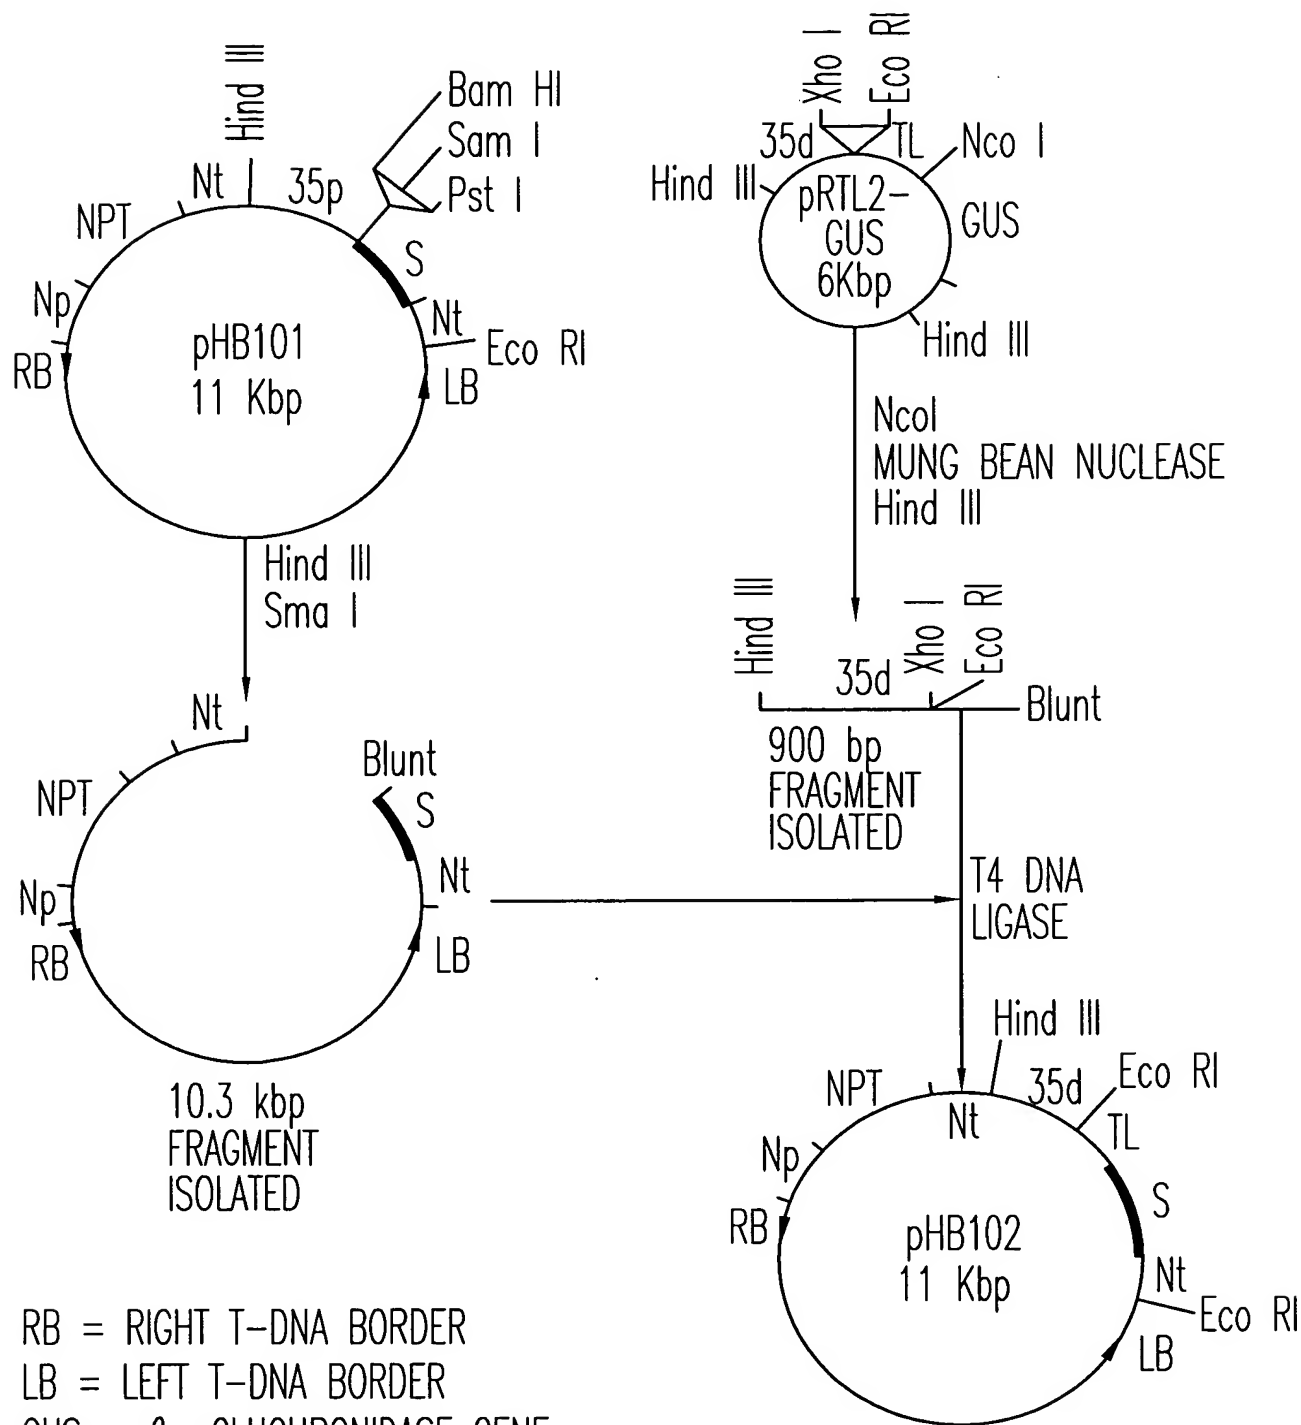 Hind III
Bam HI
Sam I
Pst I
Nt
35p
NPT
S
Np
Nt
RB
Eco RI
LB
pHB101
11 Kbp
Hind III
Sma I
Xho I
Eco RI
35d
TL
Nco I
Hind III
pRTL2-
GUS
6Kbp
GUS
Hind III
NcoI
MUNG BEAN NUCLEASE
Hind III
Nt
Blunt
NPT
S
Nt
Np
RB
LB
10.3 kbp
FRAGMENT
ISOLATED
Hind III
35d
Xho I
Eco RI
Blunt
900 bp
FRAGMENT
ISOLATED
T4 DNA
LIGASE
Hind III
NPT
35d
Eco RI
Nt
TL
Np
S
RB
pHB102
11 Kbp
Nt
Eco RI
LB
RB = RIGHT T-DNA BORDER
LB = LEFT T-DNA BORDER